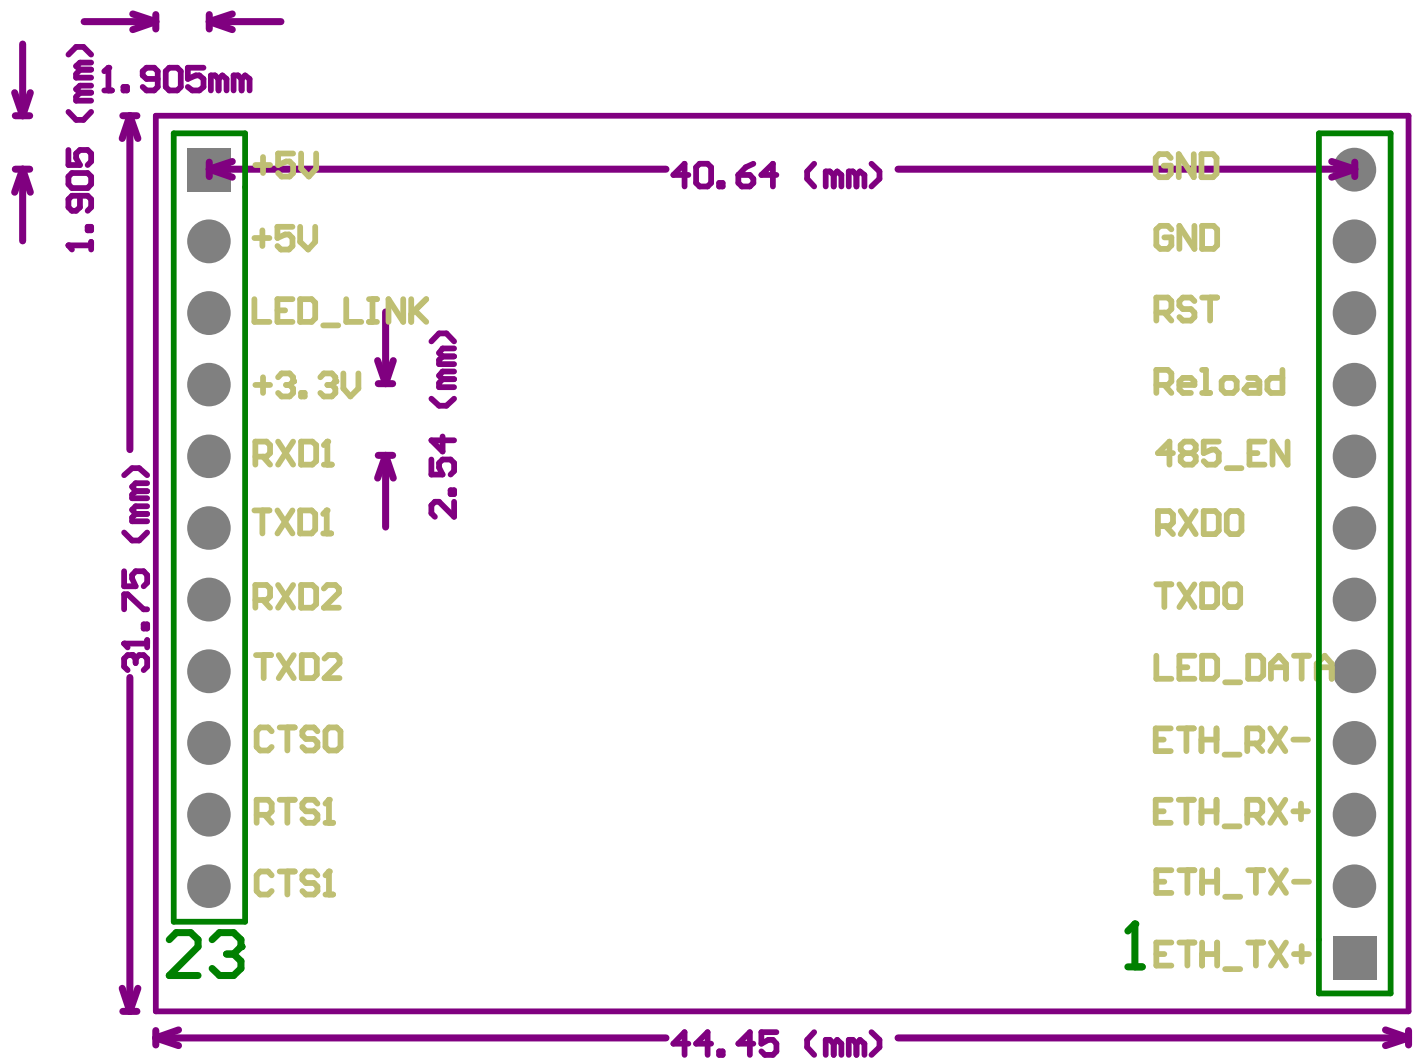 1.905mm
1.905 (mm)
40.64 (mm)
31.75 (mm)
2.54 (mm)
+5V
+5V
LED_LINK
+3.3V
RXD1
TXD1
RXD2
TXD2
CTS0
RTS1
CTS1
23
GND
GND
RST
Reload
485_EN
RXD0
TXD0
LED_DATA
ETH_RX-
ETH_RX+
ETH_TX-
1
ETH_TX+
44.45 (mm)